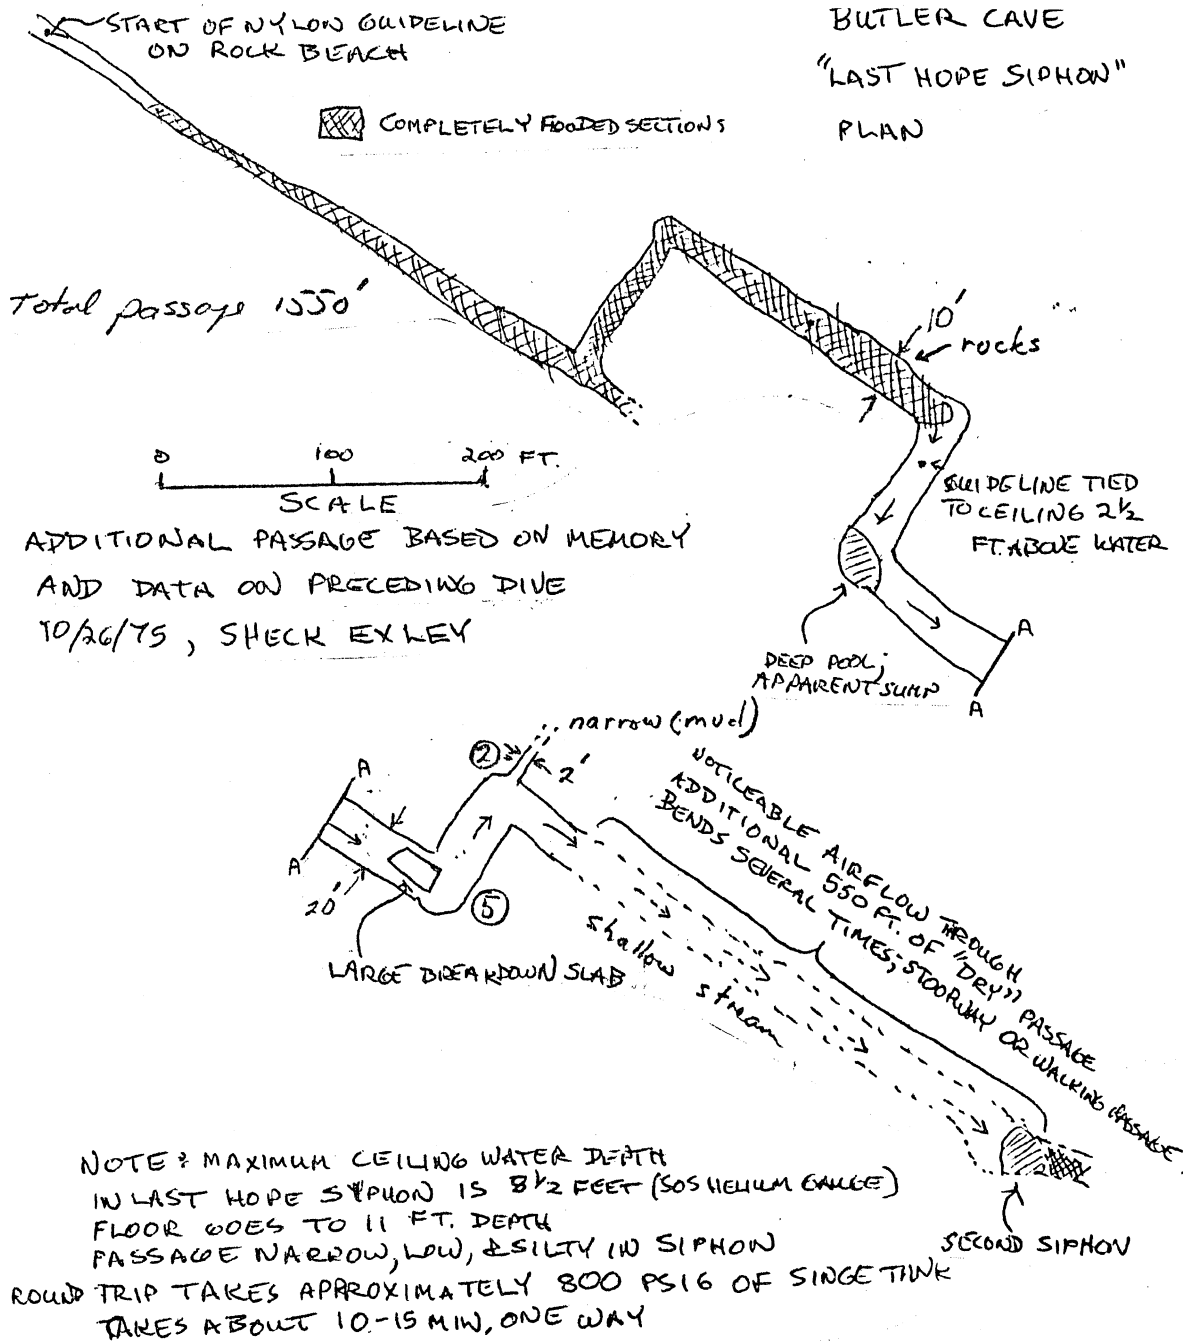 START OF NYLON GUIDELINE
ON ROCK BEACH
BUTLER CAVE
"LAST HOPE SIPHON"
PLAN
COMPLETELY FLOODED SECTIONS
Total passage 1550'
10'
rocks
0 100 200 FT.
SCALE
GUIDELINE TIED
TO CEILING 2½
FT. ABOVE WATER
ADDITIONAL PASSAGE BASED ON MEMORY
AND DATA ON PRECEDING DIVE
10/26/75, SHECK EXLEY
A
A
DEEP POOL;
APPARENT SUMP
narrow (mud)
2
2'
A
A
20'
5
LARGE BREAKDOWN SLAB
shallow
stream
NOTICEABLE AIRFLOW THROUGH
ADDITIONAL 550 FT. OF "DRY" PASSAGE
BENDS SEVERAL TIMES; STOOPWAY OR WALKING PASSAGE
SECOND SIPHON
NOTE: MAXIMUM CEILING WATER DEPTH
IN LAST HOPE SYPHON IS 8½ FEET (SOS HELIUM GAUGE)
FLOOR GOES TO 11 FT. DEPTH
PASSAGE NARROW, LOW, & SILTY IN SIPHON
ROUND TRIP TAKES APPROXIMATELY 800 PSIG OF SINGE TANK
TAKES ABOUT 10-15 MIN, ONE WAY